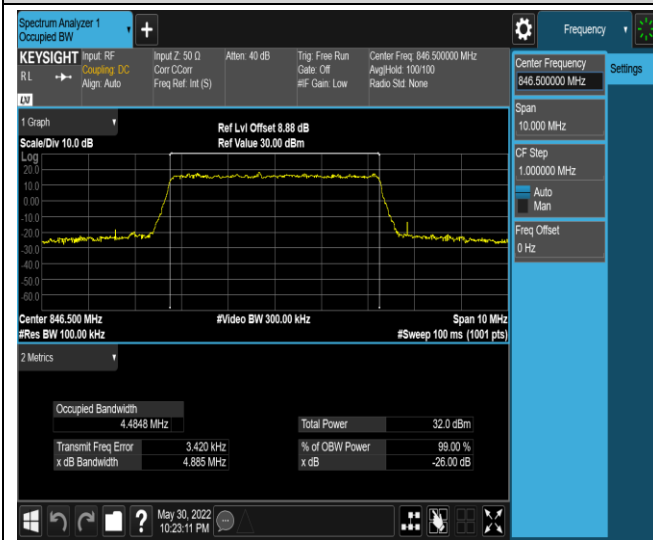 Spectrum Analyzer 1
Occupied BW
+
Frequency
KEYSIGHT
RL
LXI
Input: RF
Coupling: DC
Align: Auto
Input Z: 50 Ω
Corr CCorr
Freq Ref: Int (S)
Atten: 40 dB
Trig: Free Run
Gate: Off
#IF Gain: Low
Center Freq: 846.500000 MHz
Avg|Hold: 100/100
Radio Std: None
Center Frequency
846.500000 MHz
Settings
Span
10.000 MHz
CF Step
1.000000 MHz
Auto
Man
Freq Offset
0 Hz
1 Graph
Scale/Div 10.0 dB
Ref Lvl Offset 8.88 dB
Ref Value 30.00 dBm
Log
20.0
10.0
0.00
-10.0
-20.0
-30.0
-40.0
-50.0
-60.0
Center 846.500 MHz
#Res BW 100.00 kHz
#Video BW 300.00 kHz
Span 10 MHz
#Sweep 100 ms (1001 pts)
2 Metrics
Occupied Bandwidth
4.4848 MHz
Total Power 32.0 dBm
Transmit Freq Error 3.420 kHz
% of OBW Power 99.00 %
x dB Bandwidth 4.885 MHz
x dB -26.00 dB
?
May 30, 2022
10:23:11 PM